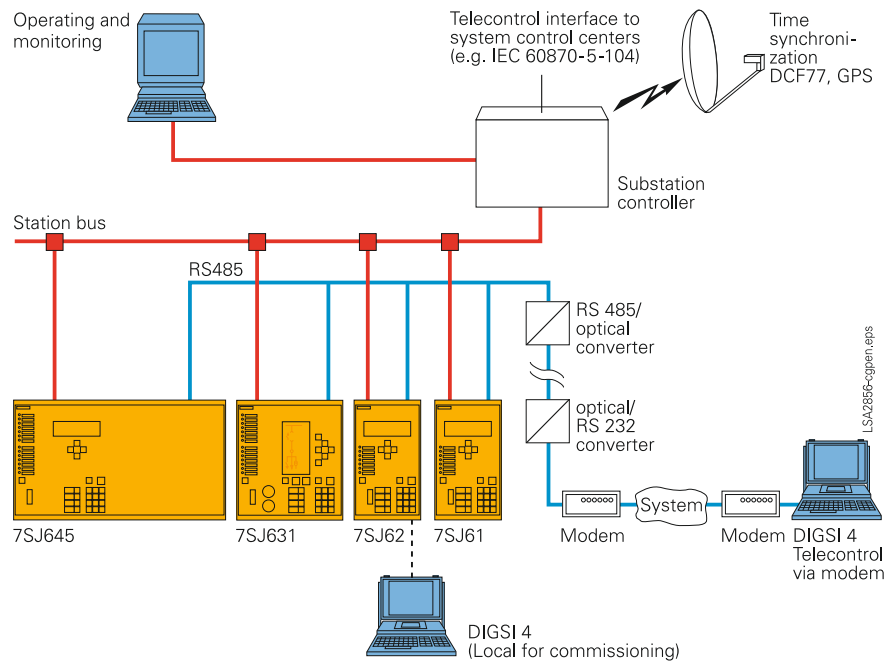 Operating and
monitoring
Telecontrol interface to
system control centers
(e.g. IEC 60870-5-104)
Time
synchroni-
zation
DCF77, GPS
Substation
controller
Station bus
RS485
RS 485/
optical
converter
optical/
RS 232
converter
LSA2856-cgpen.eps
7SJ645
7SJ631
7SJ62
7SJ61
Modem
System
Modem
DIGSI 4
Telecontrol
via modem
DIGSI 4
(Local for commissioning)